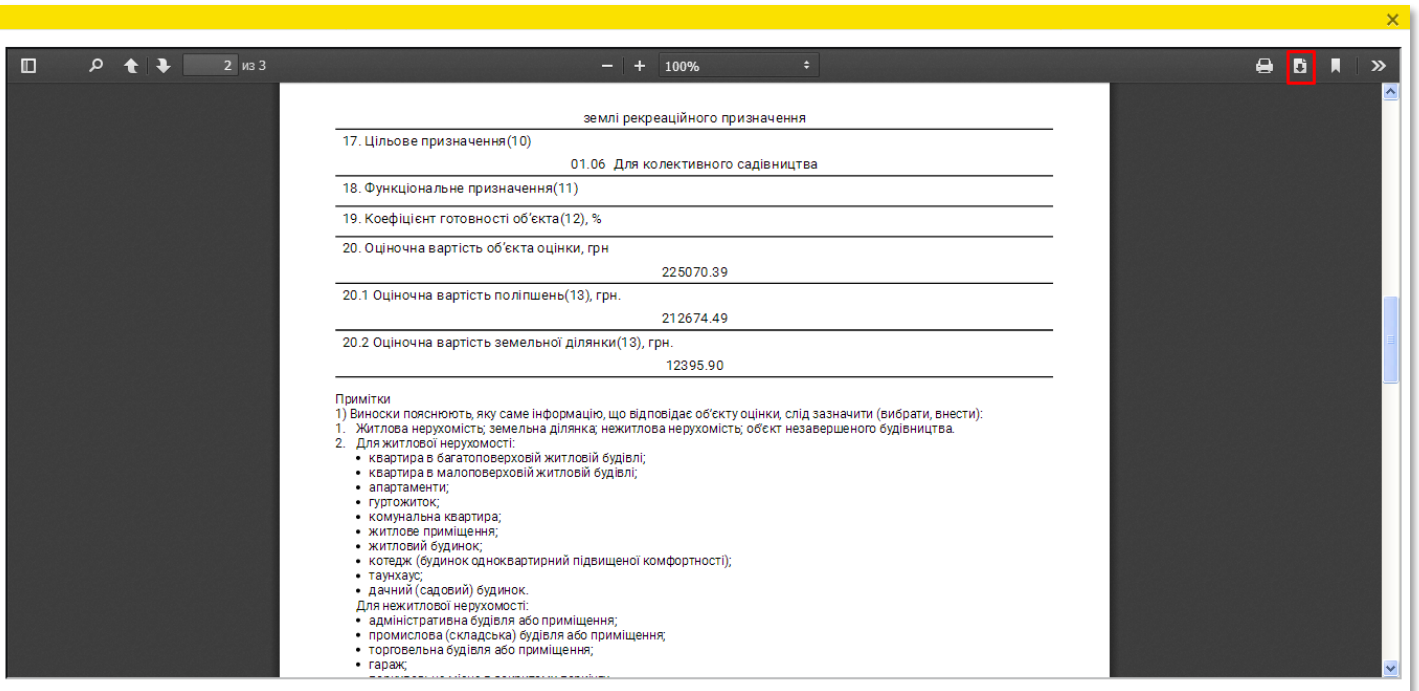 2 из 3
100%
землі рекреаційного призначення
17. Цільове призначення(10)
01.06 Для колективного садівництва
18. Функціональне призначення(11)
19. Коефіцієнт готовності об'єкта(12), %
20. Оціночна вартість об'єкта оцінки, грн
225070.39
20.1 Оціночна вартість поліпшень(13), грн.
212674.49
20.2 Оціночна вартість земельної ділянки(13), грн.
12395.90
Примітки
1) Виноски пояснюють, яку саме інформацію, що відповідає об'єкту оцінки, слід зазначити (вибрати, внести):
1. Житлова нерухомість; земельна ділянка; нежитлова нерухомість; об'єкт незавершеного будівництва.
2. Для житлової нерухомості:
• квартира в багатоповерховій житловій будівлі;
• квартира в малоповерховій житловій будівлі;
• апартаменти;
• гуртожиток;
• комунальна квартира;
• житлове приміщення;
• житловий будинок;
• котедж (будинок одноквартирний підвищеної комфортності);
• таунхаус;
• дачний (садовий) будинок.
Для нежитлової нерухомості:
• адміністративна будівля або приміщення;
• промислова (складська) будівля або приміщення;
• торговельна будівля або приміщення;
• гараж;